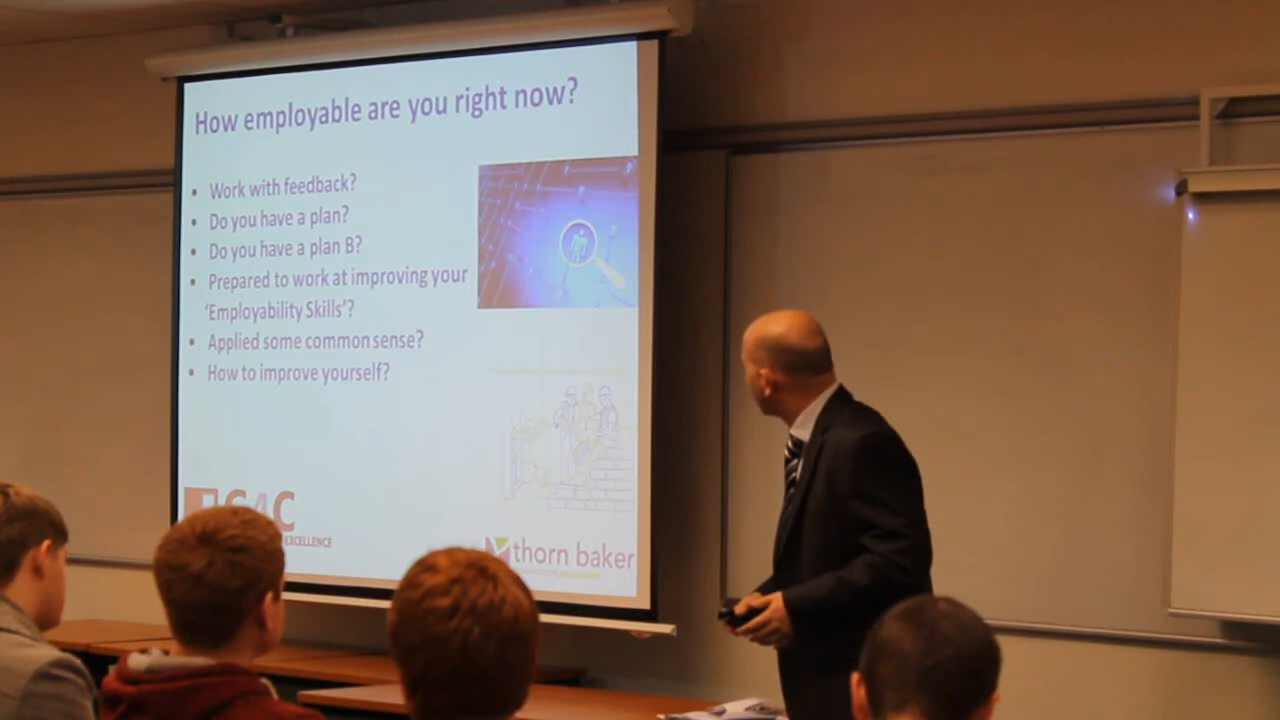 How employable are you right now?
• Work with feedback?
• Do you have a plan?
• Do you have a plan B?
• Prepared to work at improving your
‘Employability Skills’?
• Applied some common sense?
• How to improve yourself?
C4C
EXCELLENCE
thorn baker